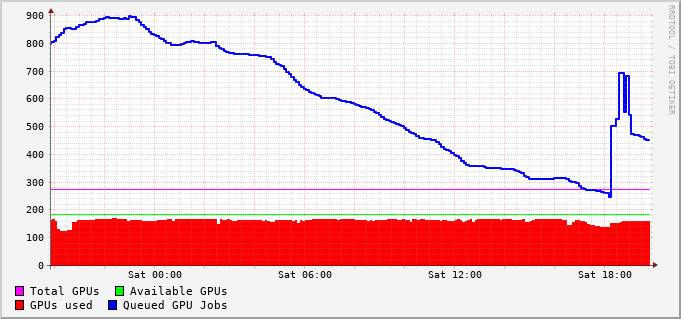 RRDTOOL / TOBI OETIKER
900
800
700
600
500
400
300
200
100
0
Sat 00:00 Sat 06:00 Sat 12:00 Sat 18:00
Total GPUs Available GPUs
GPUs used Queued GPU Jobs